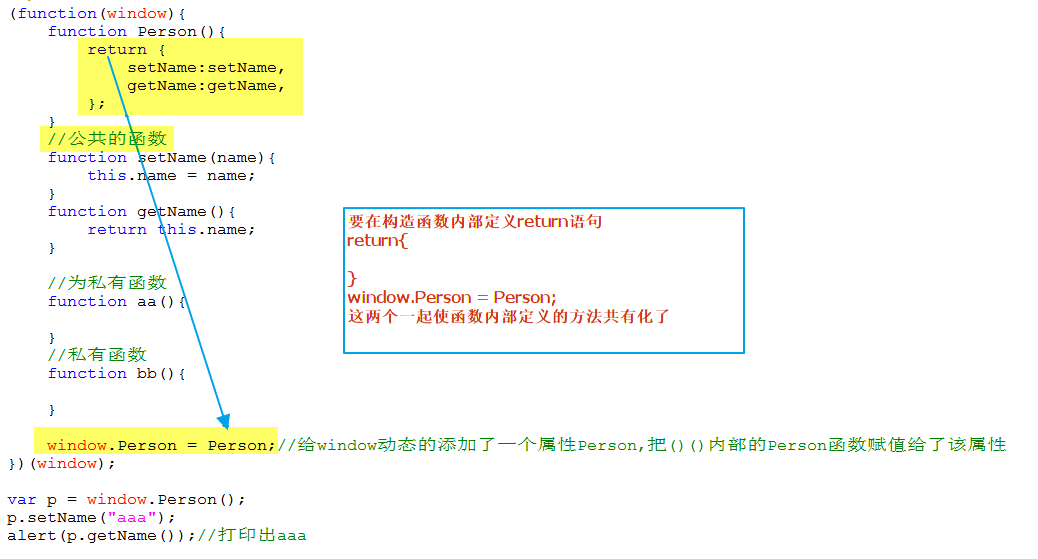 (function(window){
function Person(){
return {
setName:setName,
getName:getName,
};
}
//公共的函数
function setName(name){
this.name = name;
}
function getName(){
return this.name;
}
//为私有函数
function aa(){
}
//私有函数
function bb(){
}
window.Person = Person;//给window动态的添加了一个属性Person,把()()内部的Person函数赋值给了该属性
})(window);
var p = window.Person();
p.setName("aaa");
alert(p.getName());//打印出aaa
要在构造函数内部定义return语句
return{
}
window.Person = Person;
这两个一起使函数内部定义的方法共有化了